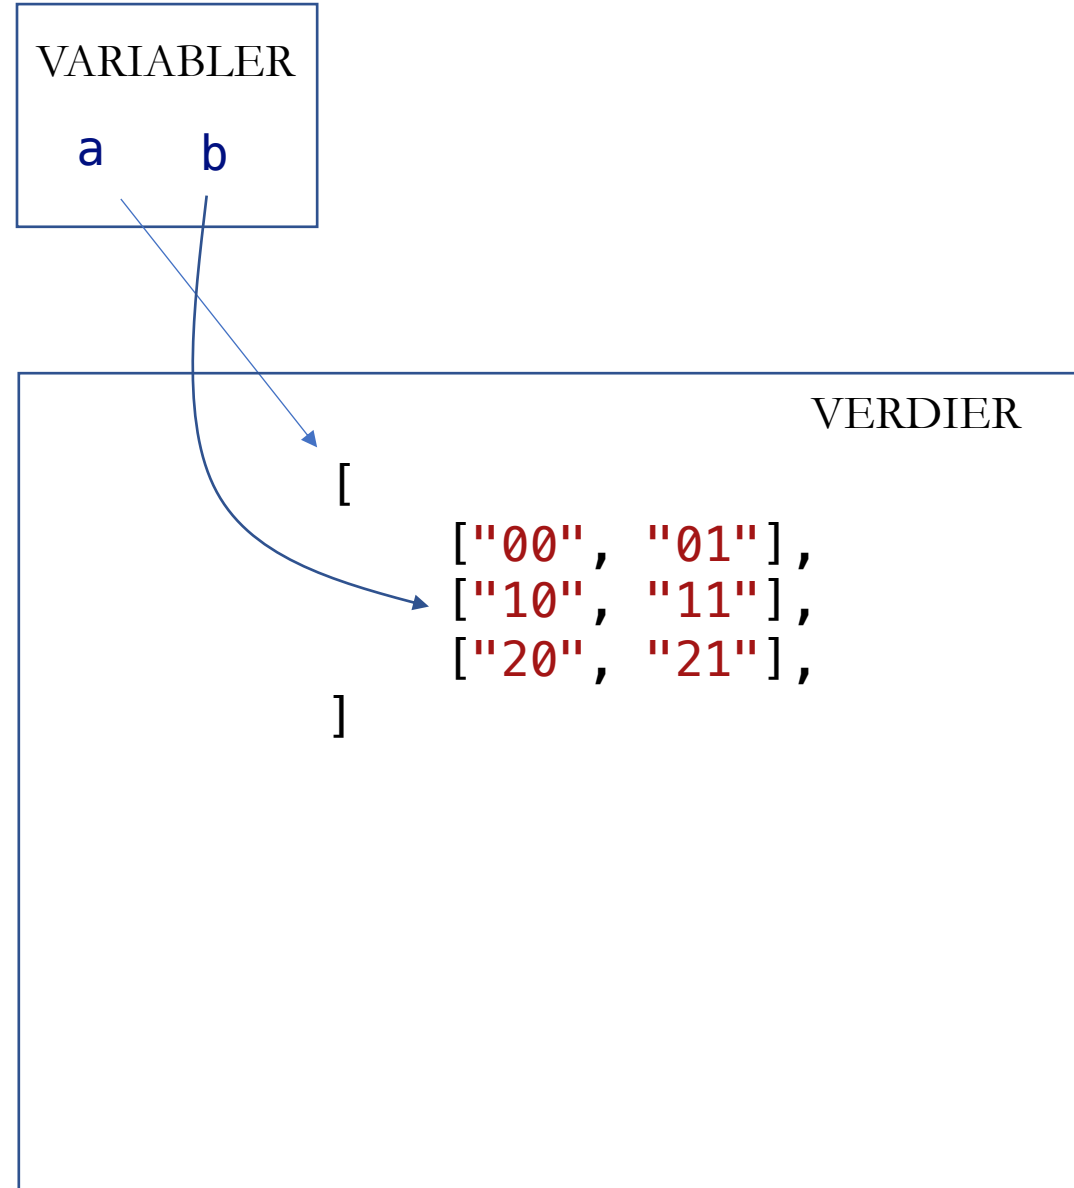 VARIABLER
a b
VERDIER
[
["00", "01"],
["10", "11"],
["20", "21"],
]